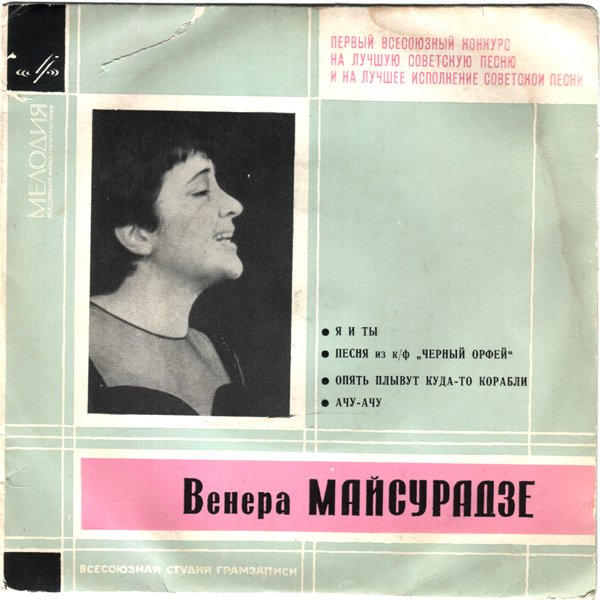 ПЕРВЫЙ ВСЕСОЮЗНЫЙ КОНКУРС
НА ЛУЧШУЮ СОВЕТСКУЮ ПЕСНЮ
И НА ЛУЧШЕЕ ИСПОЛНЕНИЕ СОВЕТСКОЙ ПЕСНИ
МЕЛОДИЯ
• Я И ТЫ
• ПЕСНЯ из к/ф „ЧЕРНЫЙ ОРФЕЙ“
• ОПЯТЬ ПЛЫВУТ КУДА-ТО КОРАБЛИ
• АЧУ-АЧУ
Венера МАЙСУРАДЗЕ
ВСЕСОЮЗНАЯ СТУДИЯ ГРАМЗАПИСИ